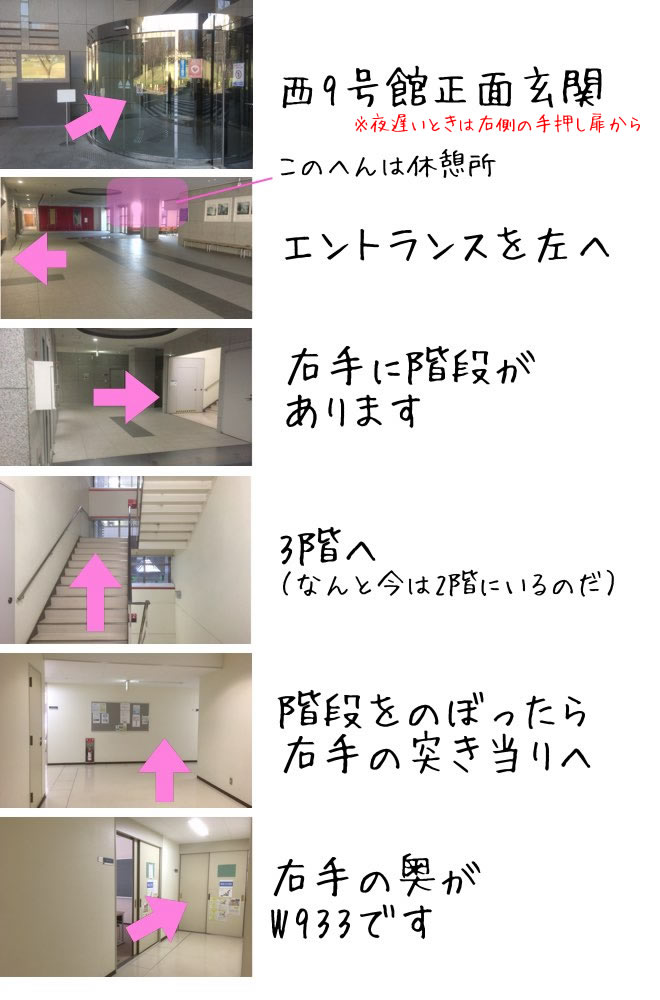 西9号館正面玄関
※夜遅いときは右側の手押し扉から
このへんは休憩所
エントランスを左へ
右手に階段が
あります
3階へ
(なんと今は2階にいるのだ)
階段をのぼったら
右手の突き当りへ
右手の奥が
W933です